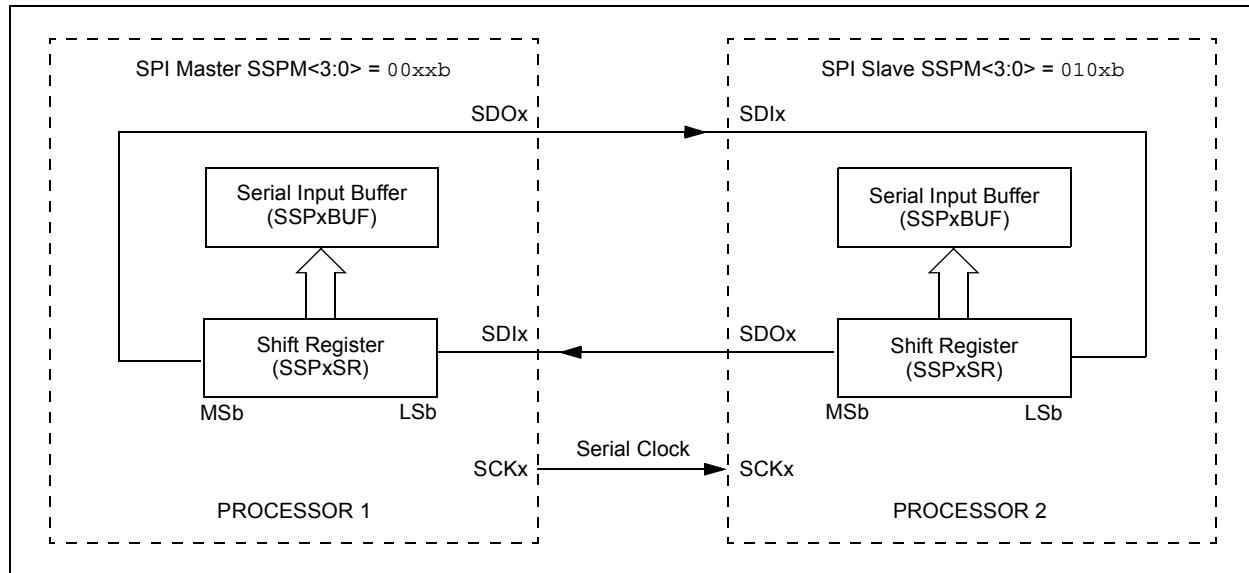 SPI Master SSPM<3:0> = 00xxb
SDOx
Serial Input Buffer
(SSPxBUF)
SDIx
Shift Register
(SSPxSR)
MSb
LSb
SCKx
PROCESSOR 1
Serial Clock
SPI Slave SSPM<3:0> = 010xb
SDIx
Serial Input Buffer
(SSPxBUF)
SDOx
Shift Register
(SSPxSR)
MSb
LSb
SCKx
PROCESSOR 2